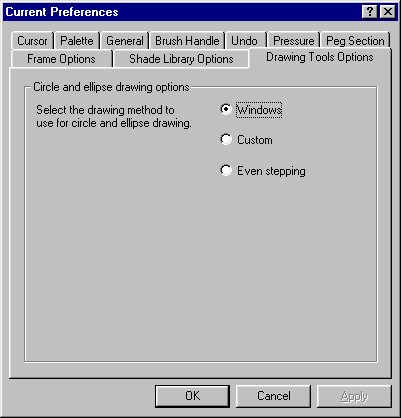 Current Preferences
Cursor Palette General Brush Handle Undo Pressure Peg Section
Frame Options Shade Library Options Drawing Tools Options
Circle and ellipse drawing options
Select the drawing method to
use for circle and ellipse drawing.
Windows
Custom
Even stepping
OK Cancel Apply